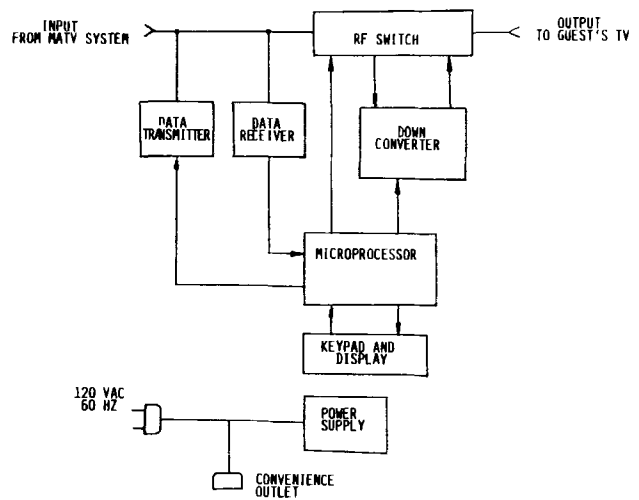 INPUT
FROM MATV SYSTEM
RF SWITCH
OUTPUT
TO GUEST'S TV
DATA
TRANSMITTER
DATA
RECEIVER
DOWN
CONVERTER
MICROPROCESSOR
KEYPAD AND
DISPLAY
120 VAC
60 HZ
POWER
SUPPLY
CONVENIENCE
OUTLET